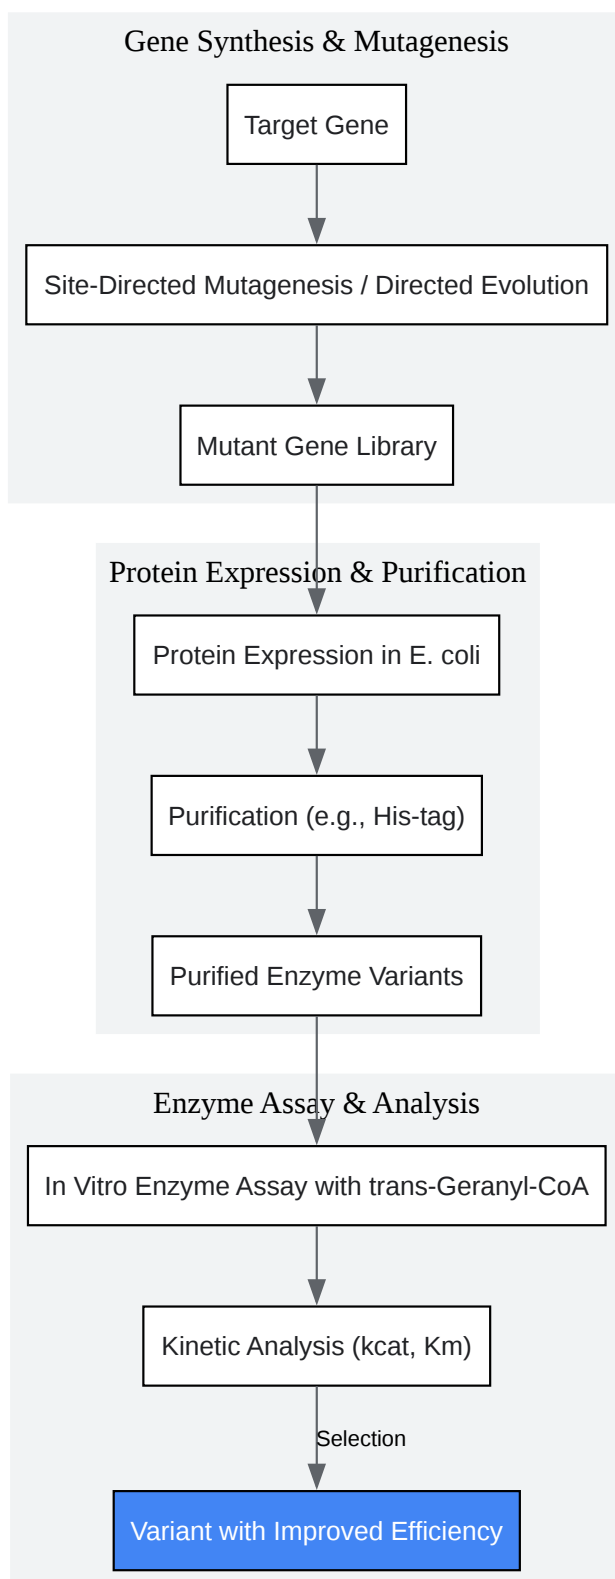 Gene Synthesis & Mutagenesis
Target Gene
Site-Directed Mutagenesis / Directed Evolution
Mutant Gene Library
Protein Expression & Purification
Protein Expression in E. coli
Purification (e.g., His-tag)
Purified Enzyme Variants
Enzyme Assay & Analysis
In Vitro Enzyme Assay with trans-Geranyl-CoA
Kinetic Analysis (kcat, Km)
Selection
Variant with Improved Efficiency